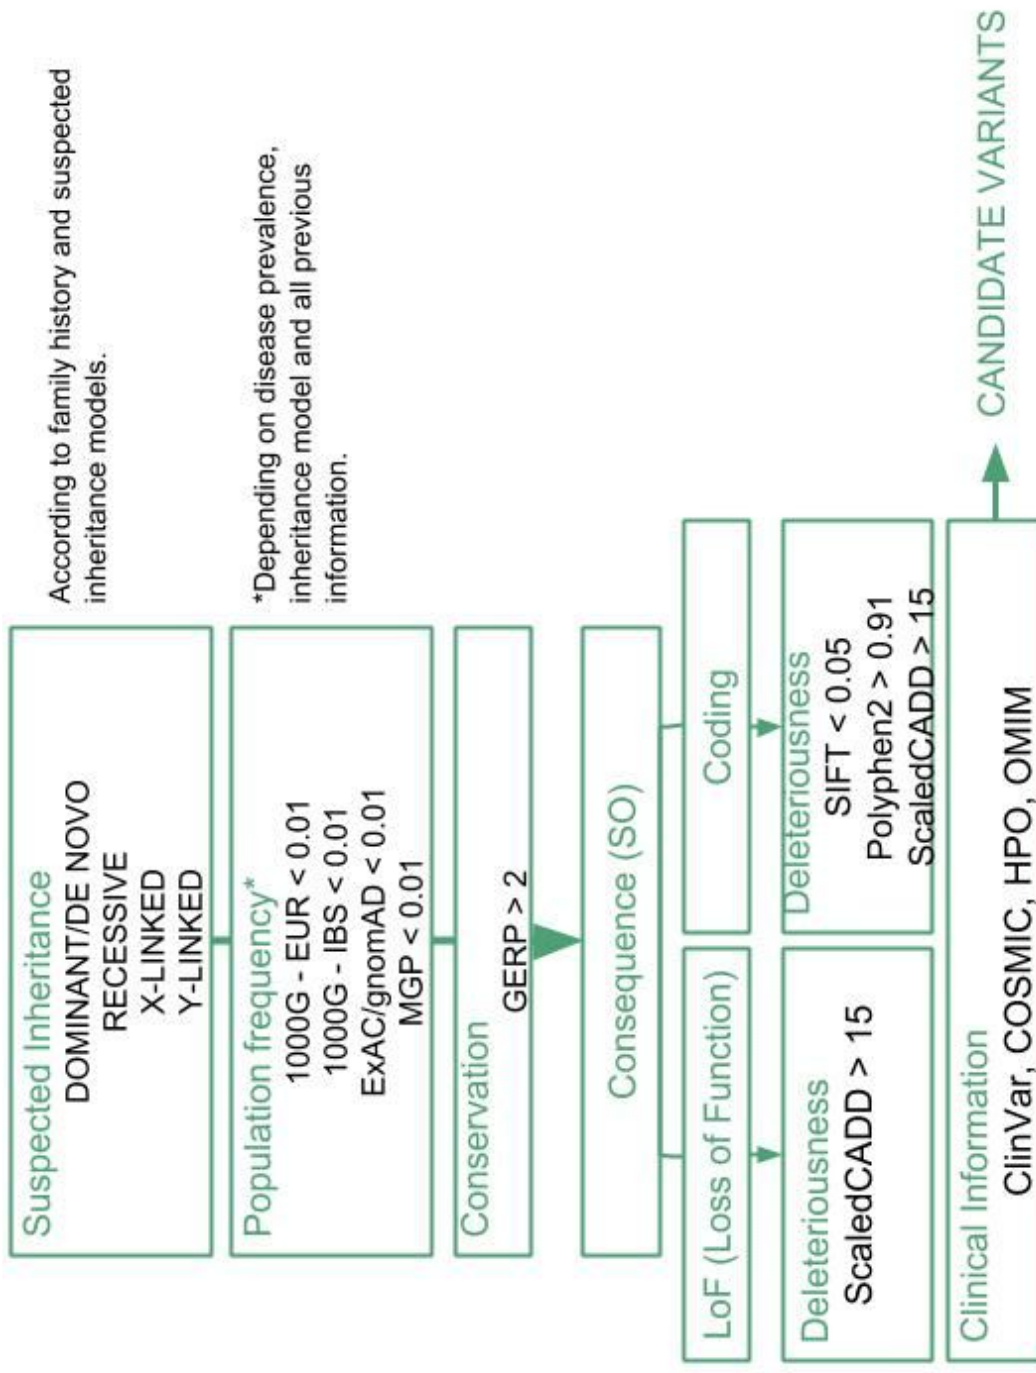 Suspected Inheritance
DOMINANT/DE NOVO
RECESSIVE
X-LINKED
Y-LINKED
According to family history and suspected
inheritance models.
Population frequency*
1000G - EUR < 0.01
1000G - IBS < 0.01
ExAC/gnomAD < 0.01
MGP < 0.01
*Depending on disease prevalence,
inheritance model and all previous
information.
Conservation
GERP > 2
Consequence (SO)
LoF (Loss of Function)
Coding
Deleteriousness
ScaledCADD > 15
Deleteriousness
SIFT < 0.05
Polyphen2 > 0.91
ScaledCADD > 15
Clinical Information
ClinVar, COSMIC, HPO, OMIM
CANDIDATE VARIANTS